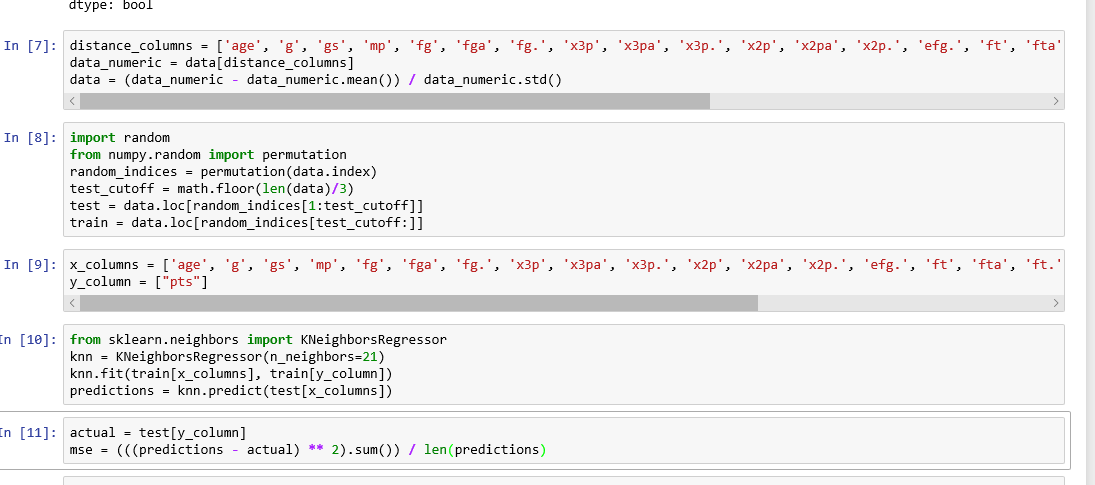 dtype: bool
In [7]: distance_columns = ['age', 'g', 'gs', 'mp', 'fg', 'fga', 'fg.', 'x3p', 'x3pa', 'x3p.', 'x2p', 'x2pa', 'x2p.', 'efg.', 'ft', 'fta'
data_numeric = data[distance_columns]
data = (data_numeric - data_numeric.mean()) / data_numeric.std()
In [8]: import random
from numpy.random import permutation
random_indices = permutation(data.index)
test_cutoff = math.floor(len(data)/3)
test = data.loc[random_indices[1:test_cutoff]]
train = data.loc[random_indices[test_cutoff:]]
In [9]: x_columns = ['age', 'g', 'gs', 'mp', 'fg', 'fga', 'fg.', 'x3p', 'x3pa', 'x3p.', 'x2p', 'x2pa', 'x2p.', 'efg.', 'ft', 'fta', 'ft.'
y_column = ["pts"]
In [10]: from sklearn.neighbors import KNeighborsRegressor
knn = KNeighborsRegressor(n_neighbors=21)
knn.fit(train[x_columns], train[y_column])
predictions = knn.predict(test[x_columns])
In [11]: actual = test[y_column]
mse = (((predictions - actual) ** 2).sum()) / len(predictions)